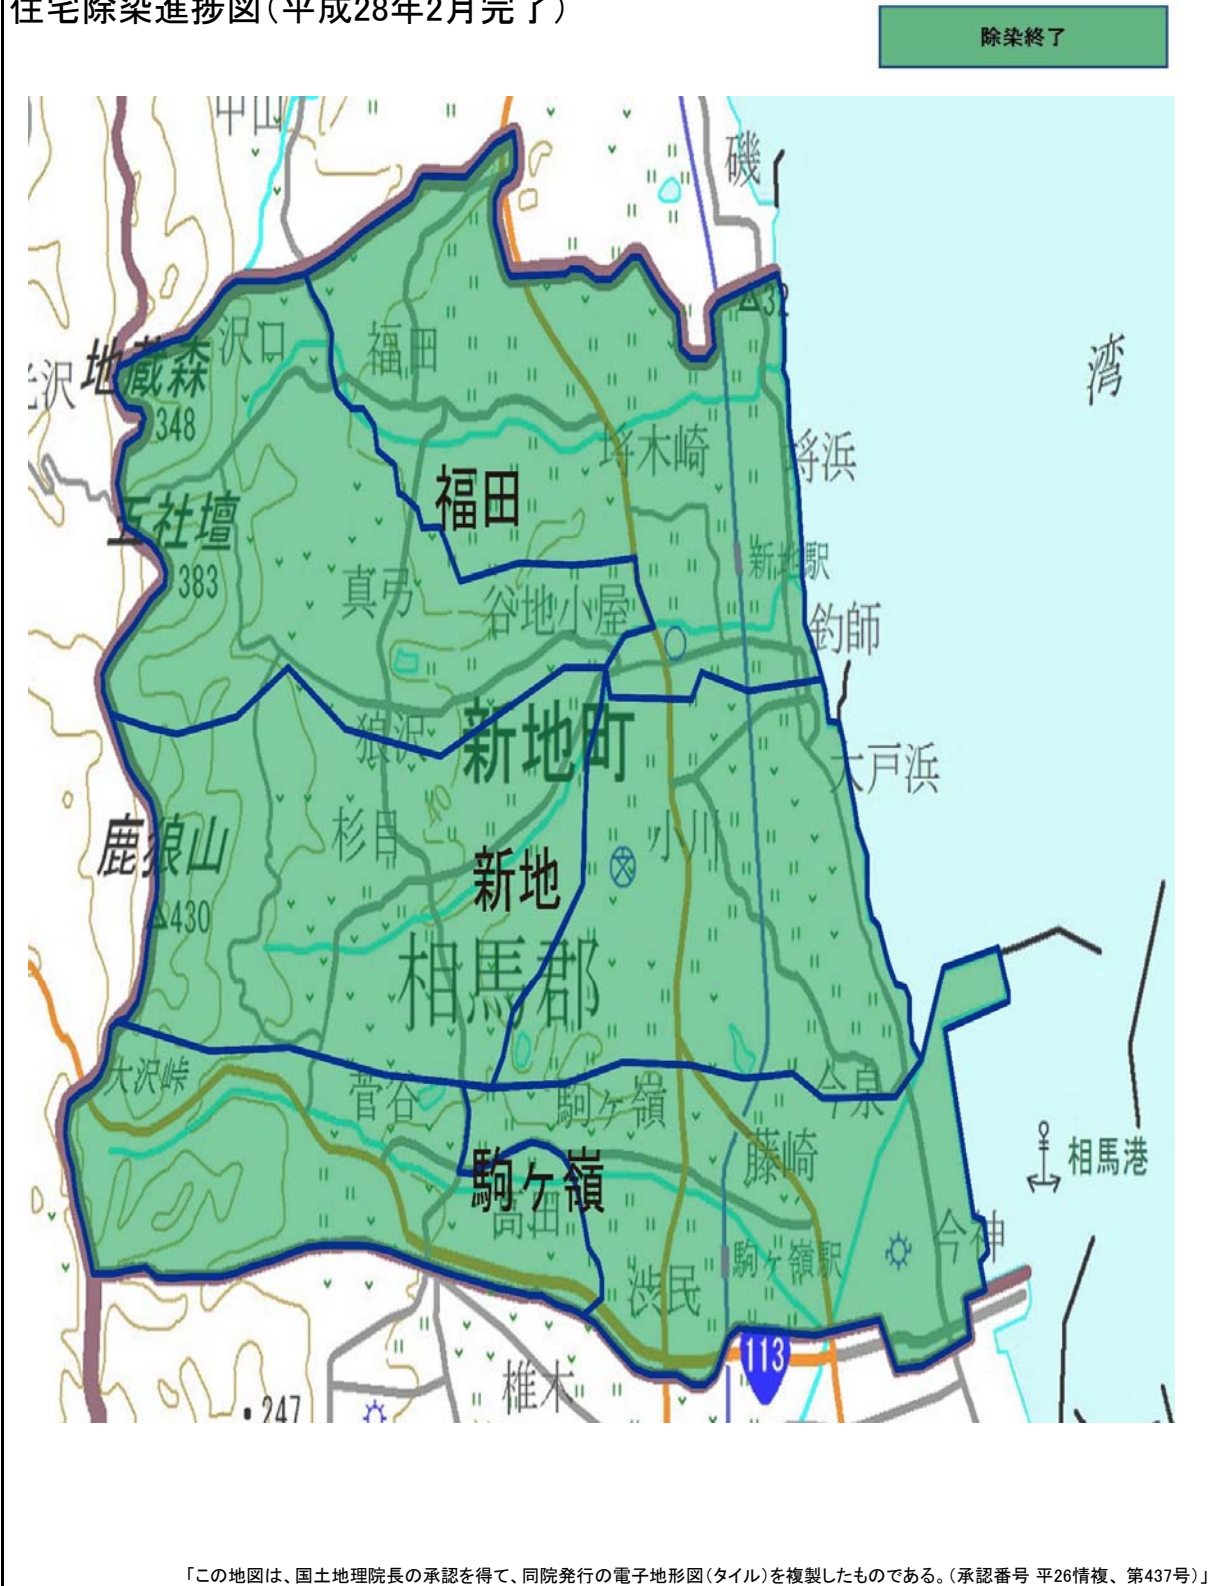 住宅除染進捗図(平成28年2月完了)
除染終了
中山
磯
32
沢口
福田
地蔵森
348
湾
埒木崎
埒浜
福田
五社壇
383
新地駅
真弓
谷地小屋
釣師
狼沢
新地町
大戸浜
40
杉目
小川
鹿狼山
新地
430
相馬郡
大沢峠
菅谷
駒ヶ嶺
今泉
藤崎
相馬港
駒ケ嶺
高田
今神
駒ヶ嶺駅
渋民
113
椎木
247
「この地図は、国土地理院長の承認を得て、同院発行の電子地形図(タイル)を複製したものである。(承認番号 平26情複、第437号)」